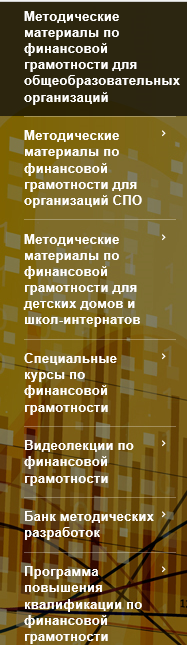 Методические
материалы по
финансовой
грамотности для
общеобразовательных
организаций
Методические
материалы по
финансовой
грамотности для
организаций СПО
Методические
материалы по
финансовой
грамотности для
детских домов и
школ-интернатов
Специальные
курсы по
финансовой
грамотности
Видеолекции по
финансовой
грамотности
Банк методических
разработок
Программа
повышения
квалификации по
финансовой
грамотности